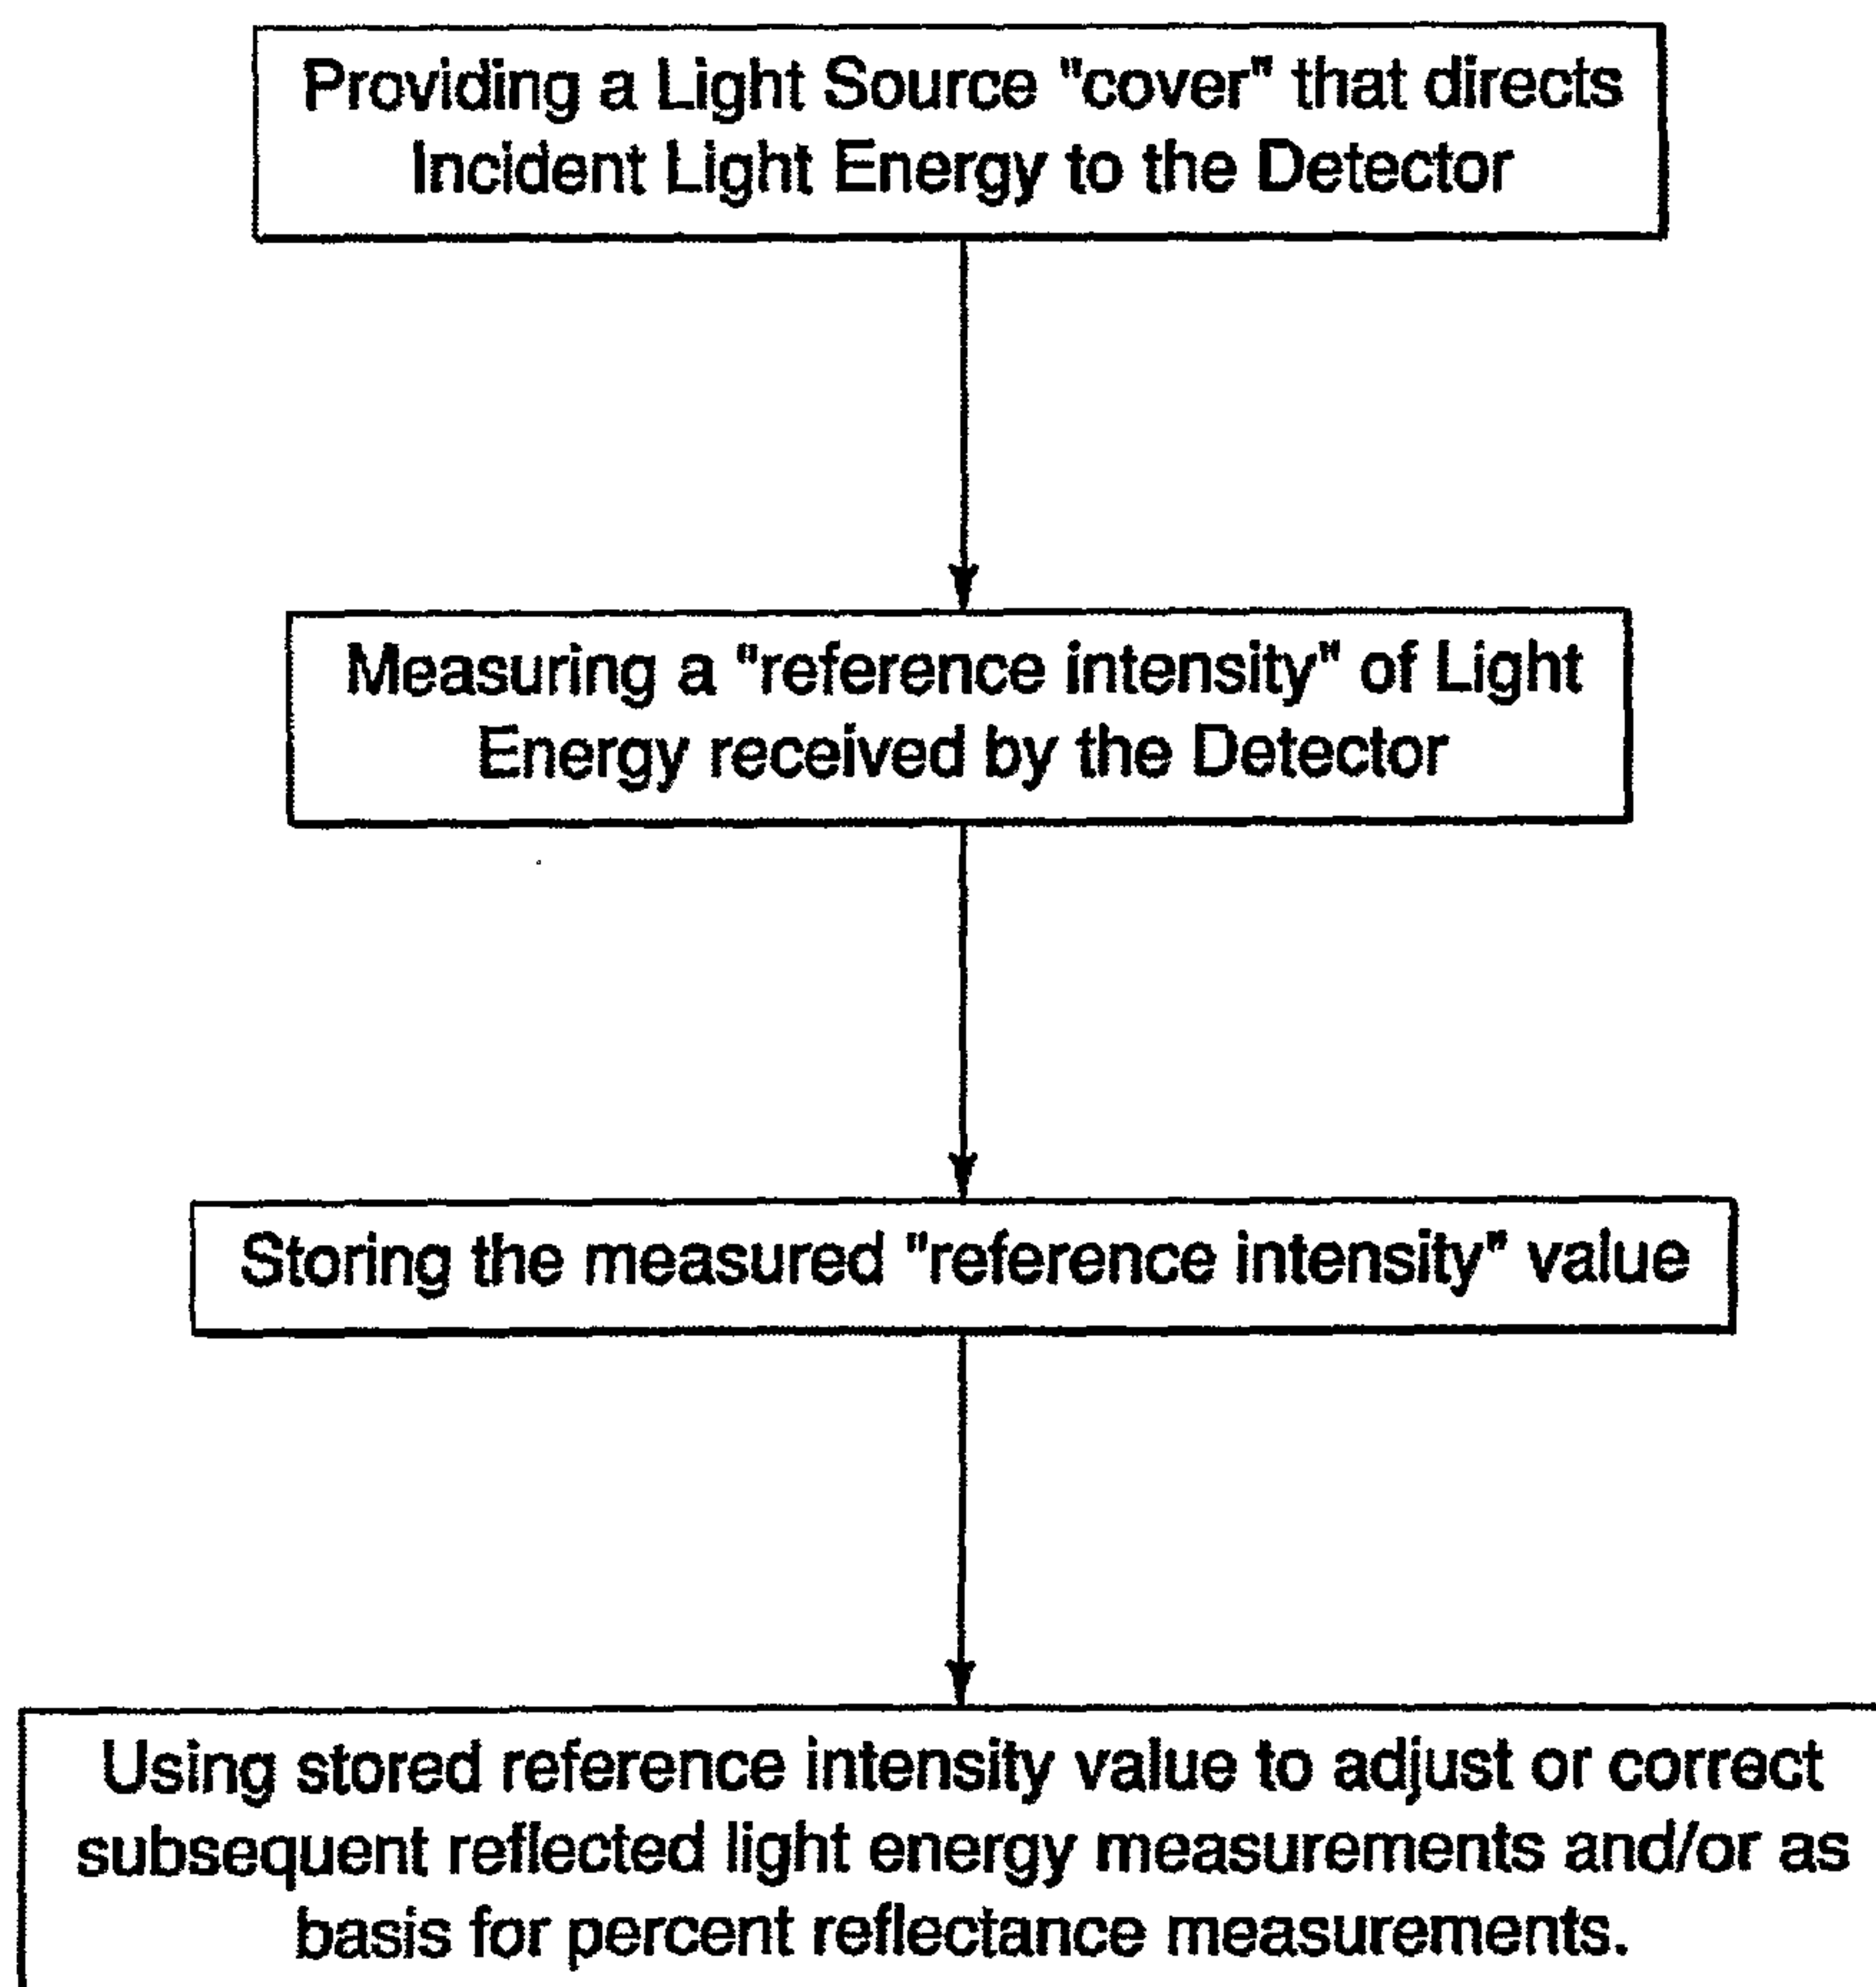 Providing a Light Source "cover" that directs
Incident Light Energy to the Detector
Measuring a "reference intensity" of Light
Energy received by the Detector
Storing the measured "reference intensity" value
Using stored reference intensity value to adjust or correct
subsequent reflected light energy measurements and/or as
basis for percent reflectance measurements.